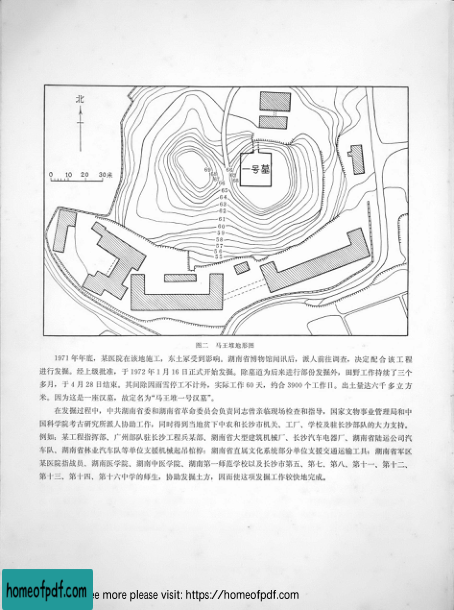 北
0 10 20 30米
一号墓
图二 马王堆地形图
1971年年底,某医院在该地施工,东土冢受到影响。湖南省博物馆闻讯后,派人前往调查,决定配合该工程
进行发掘。经上级批准,于1972年1月16日正式开始发掘。除墓道为后来进行部份发掘外,田野工作持续了三个
多月,于4月28日结束。其间除因雨雪停工不计外,实际工作60天,约合3900个工作日。出土量达六千多立方
米。因为这是一座汉墓,故定名为“马王堆一号汉墓”。
在发掘过程中,中共湖南省委和湖南省革命委员会负责同志曾亲临现场检查和指导。国家文物事业管理局和中
国科学院考古研究所派人协助工作;同时得到当地贫下中农和长沙市机关、工厂、学校及驻长沙部队的大力支持。
例如:某工程指挥部、广州部队驻长沙工程兵某部、湖南省大型建筑机械厂、长沙汽车电器厂、湖南省陆运公司汽
车队、湖南省林业汽车队等单位支援机械起吊棺椁;湖南省直属文化系统部分单位支援交通运输工具;湖南省军区
某医院指战员、湖南医学院、湖南中医学院、湖南第一师范学校以及长沙市第五、第七、第八、第十一、第十二、
第十三、第十四、第十六中学的师生,协助发掘土方,因而使这项发掘工作较快地完成。
homeofpdf.com
ee more please visit: https://homeofpdf.com